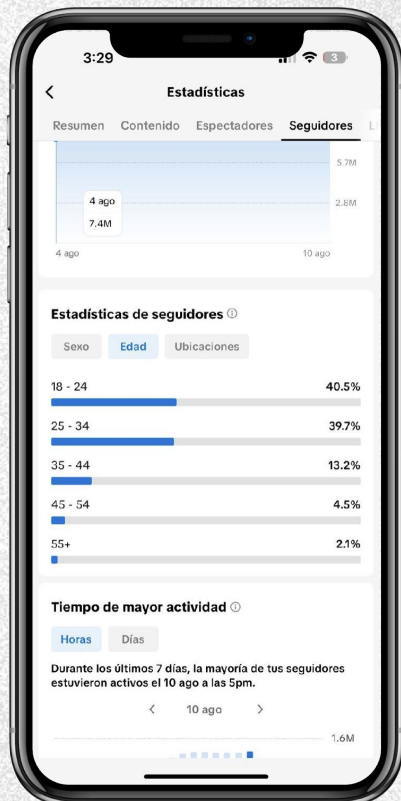 3:29
3
Estadísticas
Resumen Contenido Espectadores Seguidores
5.7M
4 ago
7.4M
2.8M
4 ago 10 ago
Estadísticas de seguidores
Sexo Edad Ubicaciones
18 - 24 40.5%
25 - 34 39.7%
35 - 44 13.2%
45 - 54 4.5%
55+ 2.1%
Tiempo de mayor actividad
Horas Días
Durante los últimos 7 días, la mayoría de tus seguidores
estuvieron activos el 10 ago a las 5pm.
10 ago
1.6M